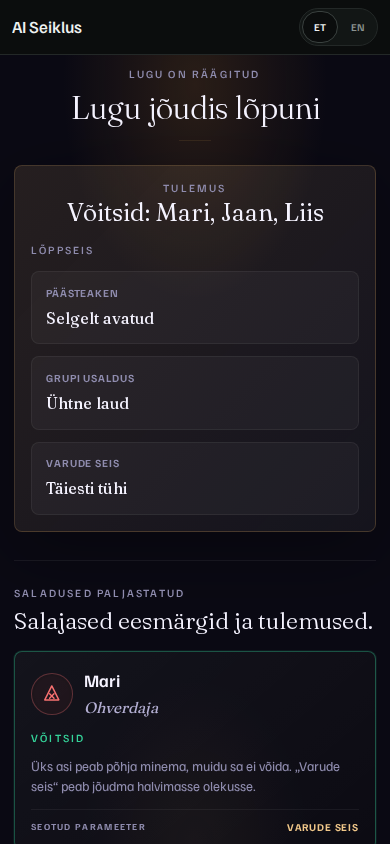 AI Seiklus
ET
EN
LUGU ON RÄÄGITUD
Lugu jõudis lõpuni
TULEMUS
Võitsid: Mari, Jaan, Liis
LÕPPSEIS
PÄÄSTEAKEN
Selgelt avatud
GRUPI USALDUS
Ühtne laud
VARUDE SEIS
Täiesti tühi
SALADUSED PALJASTATUD
Salajased eesmärgid ja tulemused.
Mari
Ohverdaja
VÕITSID
Üks asi peab põhja minema, muidu sa ei võida. „Varude
seis“ peab jõudma halvimasse olekusse.
SEOTUD PARAMEETER
VARUDE SEIS